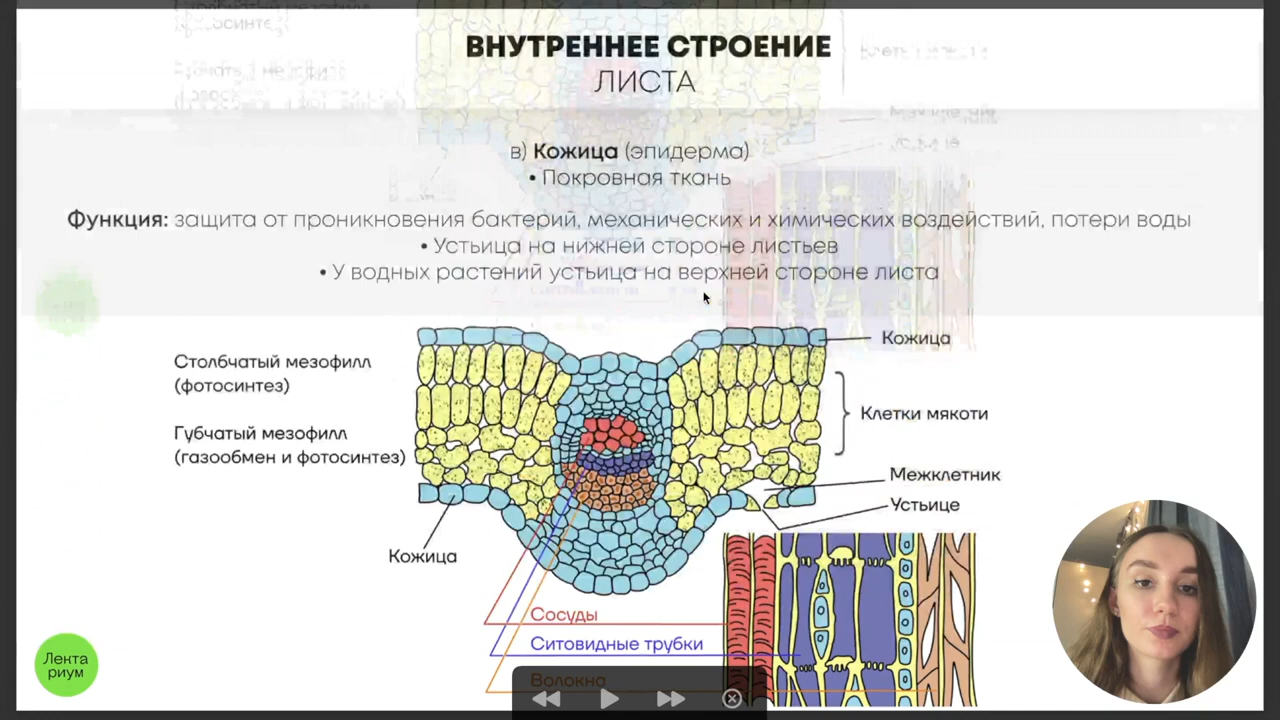 ВНУТРЕННЕЕ СТРОЕНИЕ
ЛИСТА
в) Кожица (эпидерма)
• Покровная ткань
Функция: защита от проникновения бактерий, механических и химических воздействий, потери воды
• Устьица на нижней стороне листьев
• У водных растений устьица на верхней стороне листа
Столбчатый мезофилл
(фотосинтез)
Губчатый мезофилл
(газообмен и фотосинтез)
Кожица
Клетки мякоти
Межклетник
Устьице
Кожица
Сосуды
Ситовидные трубки
Волокна
Лента
риум